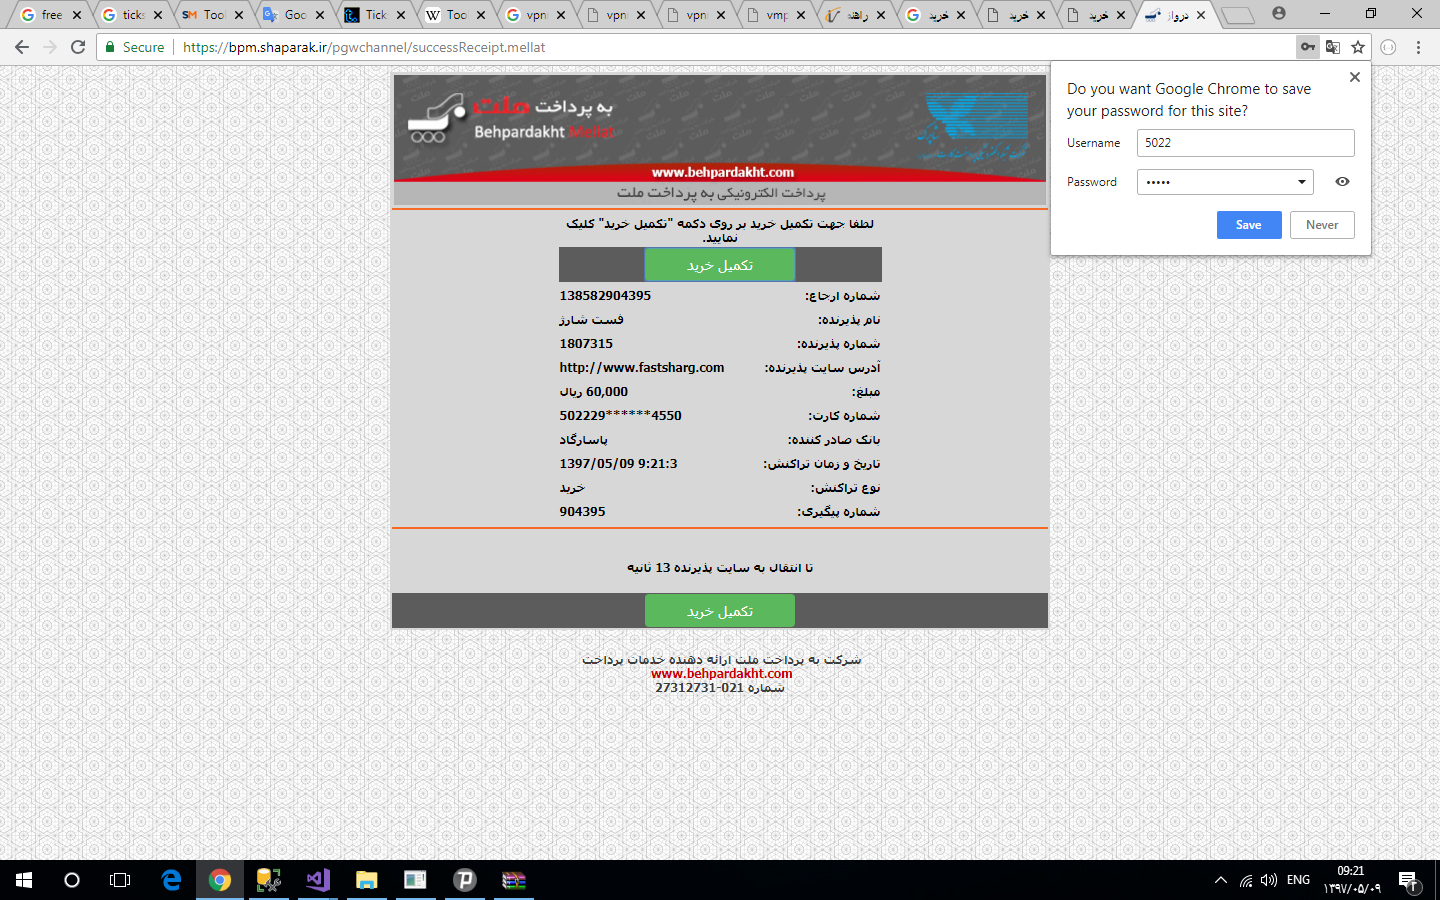 free
ticks
Tool
Goo
Tick
Too
vpn
vpn
vpn
vmp
راهنه
خرید
خرید
خرید
درواز
Secure
https://bpm.shaparak.ir/pgwchannel/successReceipt.mellat
Do you want Google Chrome to save
your password for this site?
Username
5022
Password
•••••
Save
Never
به پرداخت ملت
Behpardakht Mellat
www.behpardakht.com
پرداخت الکترونیکی به پرداخت ملت
لطفا جهت تکمیل خرید بر روی دکمه "تکمیل خرید" کلیک
نمایید.
تکمیل خرید
شماره ارجاع: 138582904395
نام پذیرنده: فست شارژ
شماره پذیرنده: 1807315
آدرس سایت پذیرنده: http://www.fastsharg.com
مبلغ: 60,000 ریال
شماره کارت: 502229******4550
بانک صادر کننده: پاسارگاد
تاریخ و زمان تراکنش: 1397/05/09 9:21:3
نوع تراکنش: خرید
شماره پیگیری: 904395
تا انتقال به سایت پذیرنده 13 ثانیه
تکمیل خرید
شرکت به پرداخت ملت ارائه دهنده خدمات پرداخت
www.behpardakht.com
شماره 021-27312731
ENG
09:21
۱۳۹۷/۰۵/۰۹